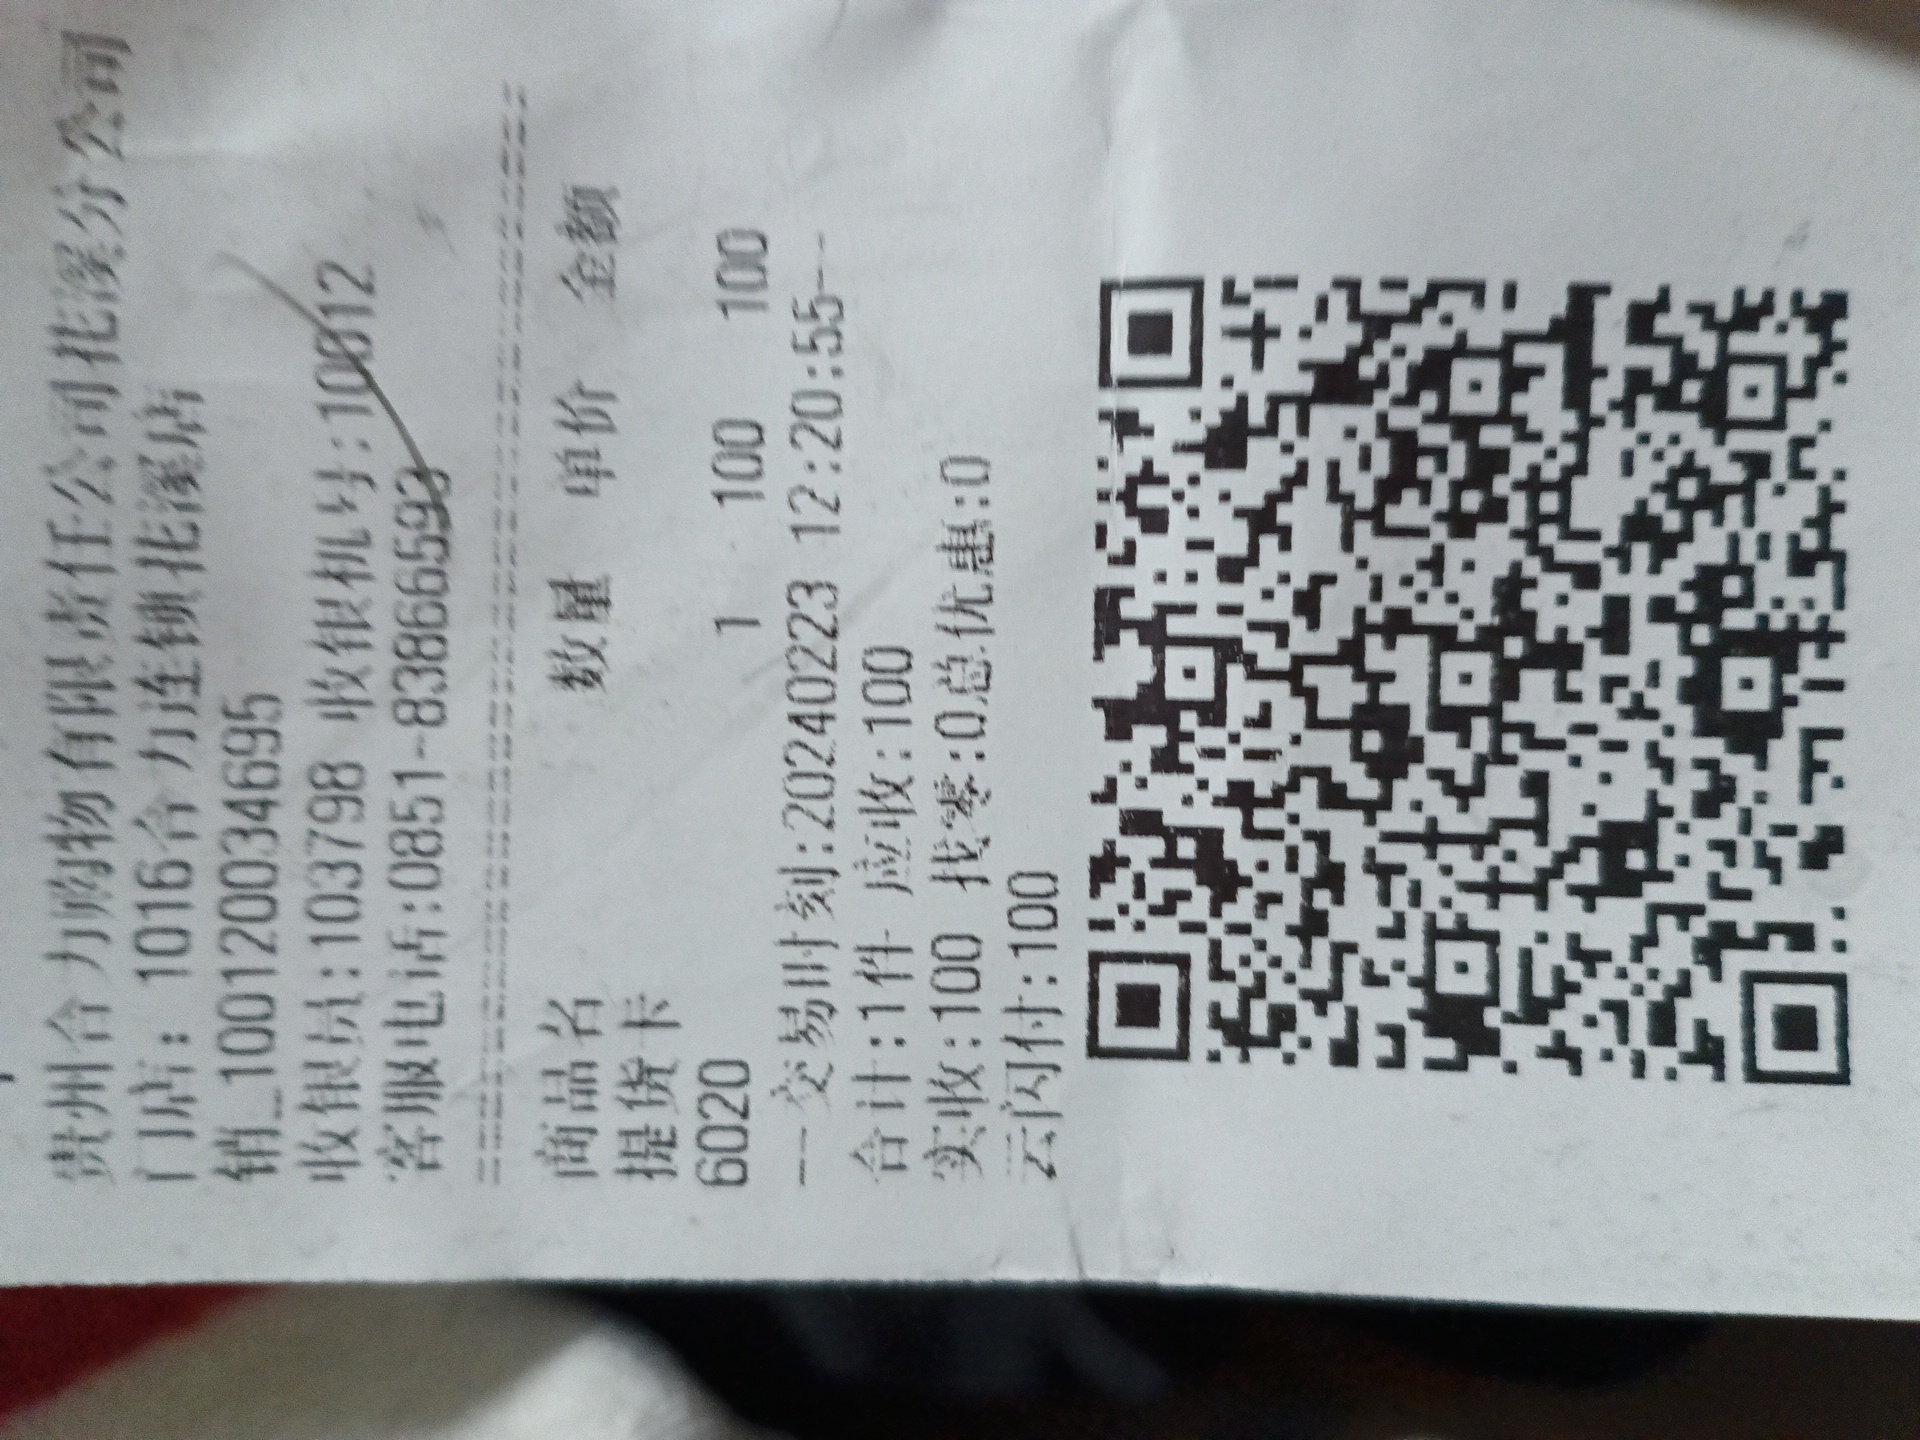 贵州合力购物有限责任公司花溪分公司
门店: 1016合力连锁花溪店
销_10012003​4695
收银员:103798 收银机号:100012
客服电话:0851-83866593
商品名 数量 单价 金额
提货卡
6020 1 100 100
--交易时刻:20240223 12:20:55---
合计:1件 应收:100
实收:100 找零:0总优惠:0
云闪付:100